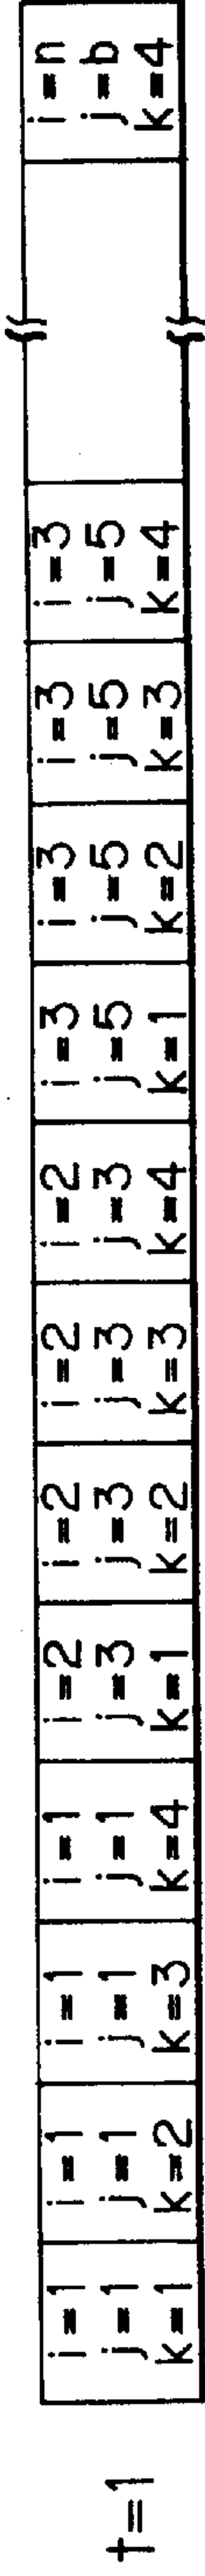 t=1
i=1
j=1
k=1
i=1
j=1
k=2
i=1
j=1
k=3
i=1
j=1
k=4
i=2
j=3
k=1
i=2
j=3
k=2
i=2
j=3
k=3
i=2
j=3
k=4
i=3
j=5
k=1
i=3
j=5
k=2
i=3
j=5
k=3
i=3
j=5
k=4
i=n
j=b
k=4